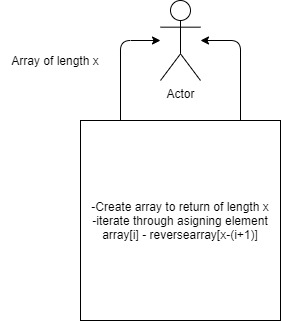 Array of length x
Actor
-Create array to return of length x
-iterate through asigning element
array[i] - reversearray[x-(i+1)]